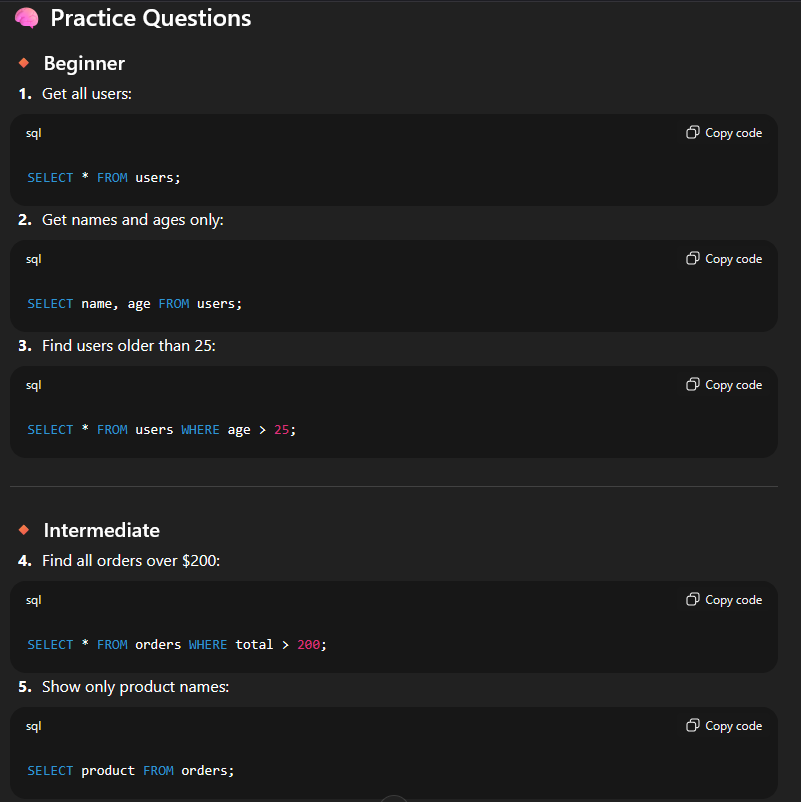 🧠 Practice Questions
🔸 Beginner
1. Get all users:
sql
Copy code
SELECT * FROM users;
2. Get names and ages only:
sql
Copy code
SELECT name, age FROM users;
3. Find users older than 25:
sql
Copy code
SELECT * FROM users WHERE age > 25;
🔸 Intermediate
4. Find all orders over $200:
sql
Copy code
SELECT * FROM orders WHERE total > 200;
5. Show only product names:
sql
Copy code
SELECT product FROM orders;